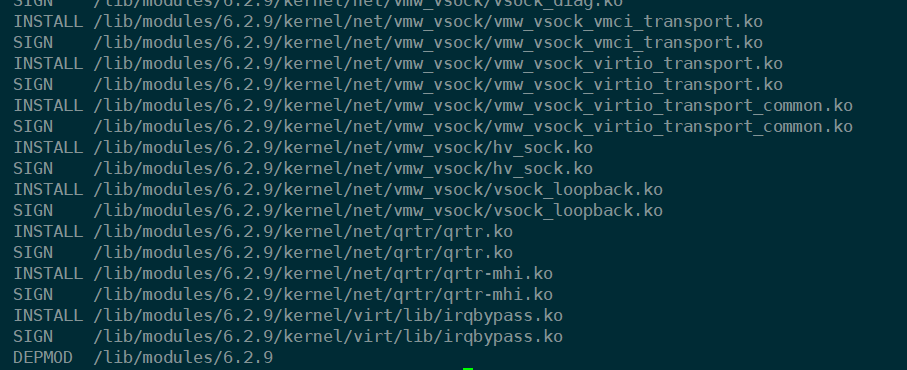 SIGN /lib/modules/6.2.9/kernel/net/vmw_vsock/vsock_diag.ko
INSTALL /lib/modules/6.2.9/kernel/net/vmw_vsock/vmw_vsock_vmci_transport.ko
SIGN /lib/modules/6.2.9/kernel/net/vmw_vsock/vmw_vsock_vmci_transport.ko
INSTALL /lib/modules/6.2.9/kernel/net/vmw_vsock/vmw_vsock_virtio_transport.ko
SIGN /lib/modules/6.2.9/kernel/net/vmw_vsock/vmw_vsock_virtio_transport.ko
INSTALL /lib/modules/6.2.9/kernel/net/vmw_vsock/vmw_vsock_virtio_transport_common.ko
SIGN /lib/modules/6.2.9/kernel/net/vmw_vsock/vmw_vsock_virtio_transport_common.ko
INSTALL /lib/modules/6.2.9/kernel/net/vmw_vsock/hv_sock.ko
SIGN /lib/modules/6.2.9/kernel/net/vmw_vsock/hv_sock.ko
INSTALL /lib/modules/6.2.9/kernel/net/vmw_vsock/vsock_loopback.ko
SIGN /lib/modules/6.2.9/kernel/net/vmw_vsock/vsock_loopback.ko
INSTALL /lib/modules/6.2.9/kernel/net/qrtr/qrtr.ko
SIGN /lib/modules/6.2.9/kernel/net/qrtr/qrtr.ko
INSTALL /lib/modules/6.2.9/kernel/net/qrtr/qrtr-mhi.ko
SIGN /lib/modules/6.2.9/kernel/net/qrtr/qrtr-mhi.ko
INSTALL /lib/modules/6.2.9/kernel/virt/lib/irqbypass.ko
SIGN /lib/modules/6.2.9/kernel/virt/lib/irqbypass.ko
DEPMOD /lib/modules/6.2.9